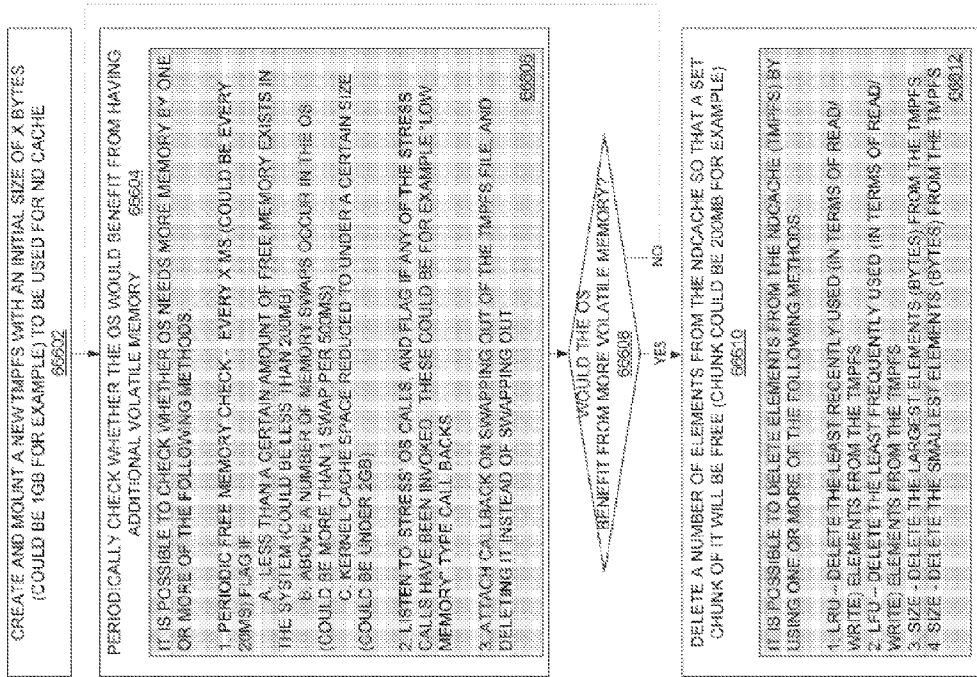 CREATE AND MOUNT A NEW TMPFS WITH AN INITIAL SIZE OF X BYTES
(COULD BE 1GB FOR EXAMPLE) TO BE USED FOR ND CACHE
66602
PERIODICALLY CHECK WHETHER THE OS WOULD BENEFIT FROM HAVING
ADDITIONAL VOLATILE MEMORY 66604
IT IS POSSIBLE TO CHECK WHETHER OS NEEDS MORE MEMORY BY ONE
OR MORE OF THE FOLLOWING METHODS:
1. PERIODIC FREE MEMORY CHECK - EVERY X MS (COULD BE EVERY
20MS) FLAG IF
A. LESS THAN A CERTAIN AMOUNT OF FREE MEMORY EXISTS IN
THE SYSTEM (COULD BE LESS THAN 200MB)
B. ABOVE A NUMBER OF MEMORY SWAPS OCCUR IN THE OS
(COULD BE MORE THAN 1 SWAP PER 500MS)
C. KERNEL CACHE SPACE REDUCED TO UNDER A CERTAIN SIZE
(COULD BE UNDER 2GB)
2. LISTEN TO 'STRESS' OS CALLS, AND FLAG IF ANY OF THE STRESS
CALLS HAVE BEEN INVOKED. THESE COULD BE FOR EXAMPLE "LOW
MEMORY" TYPE CALL BACKS
3. ATTACH CALLBACK ON SWAPPING OUT OF THE TMPFS FILE, AND
DELETING IT INSTEAD OF SWAPPING OUT
66606
WOULD THE OS
BENEFIT FROM MORE VOLATILE MEMORY?
66608
NO
YES
DELETE A NUMBER OF ELEMENTS FROM THE NDCACHE SO THAT A SET
CHUNK OF IT WILL BE FREE (CHUNK COULD BE 200MB FOR EXAMPLE)
66610
IT IS POSSIBLE TO DELETE ELEMENTS FROM THE NDCACHE (TMPFS) BY
USING ONE OR MORE OF THE FOLLOWING METHODS
1. LRU – DELETE THE LEAST RECENTLY USED (IN TERMS OF READ/
WRITE) ELEMENTS FROM THE TMPFS
2. LFU – DELETE THE LEAST FREQUENTLY USED (IN TERMS OF READ/
WRITE) ELEMENTS FROM THE TMPFS
3. SIZE - DELETE THE LARGEST ELEMENTS (BYTES) FROM THE TMPFS
4. SIZE - DELETE THE SMALLEST ELEMENTS (BYTES) FROM THE TMPFS
66612